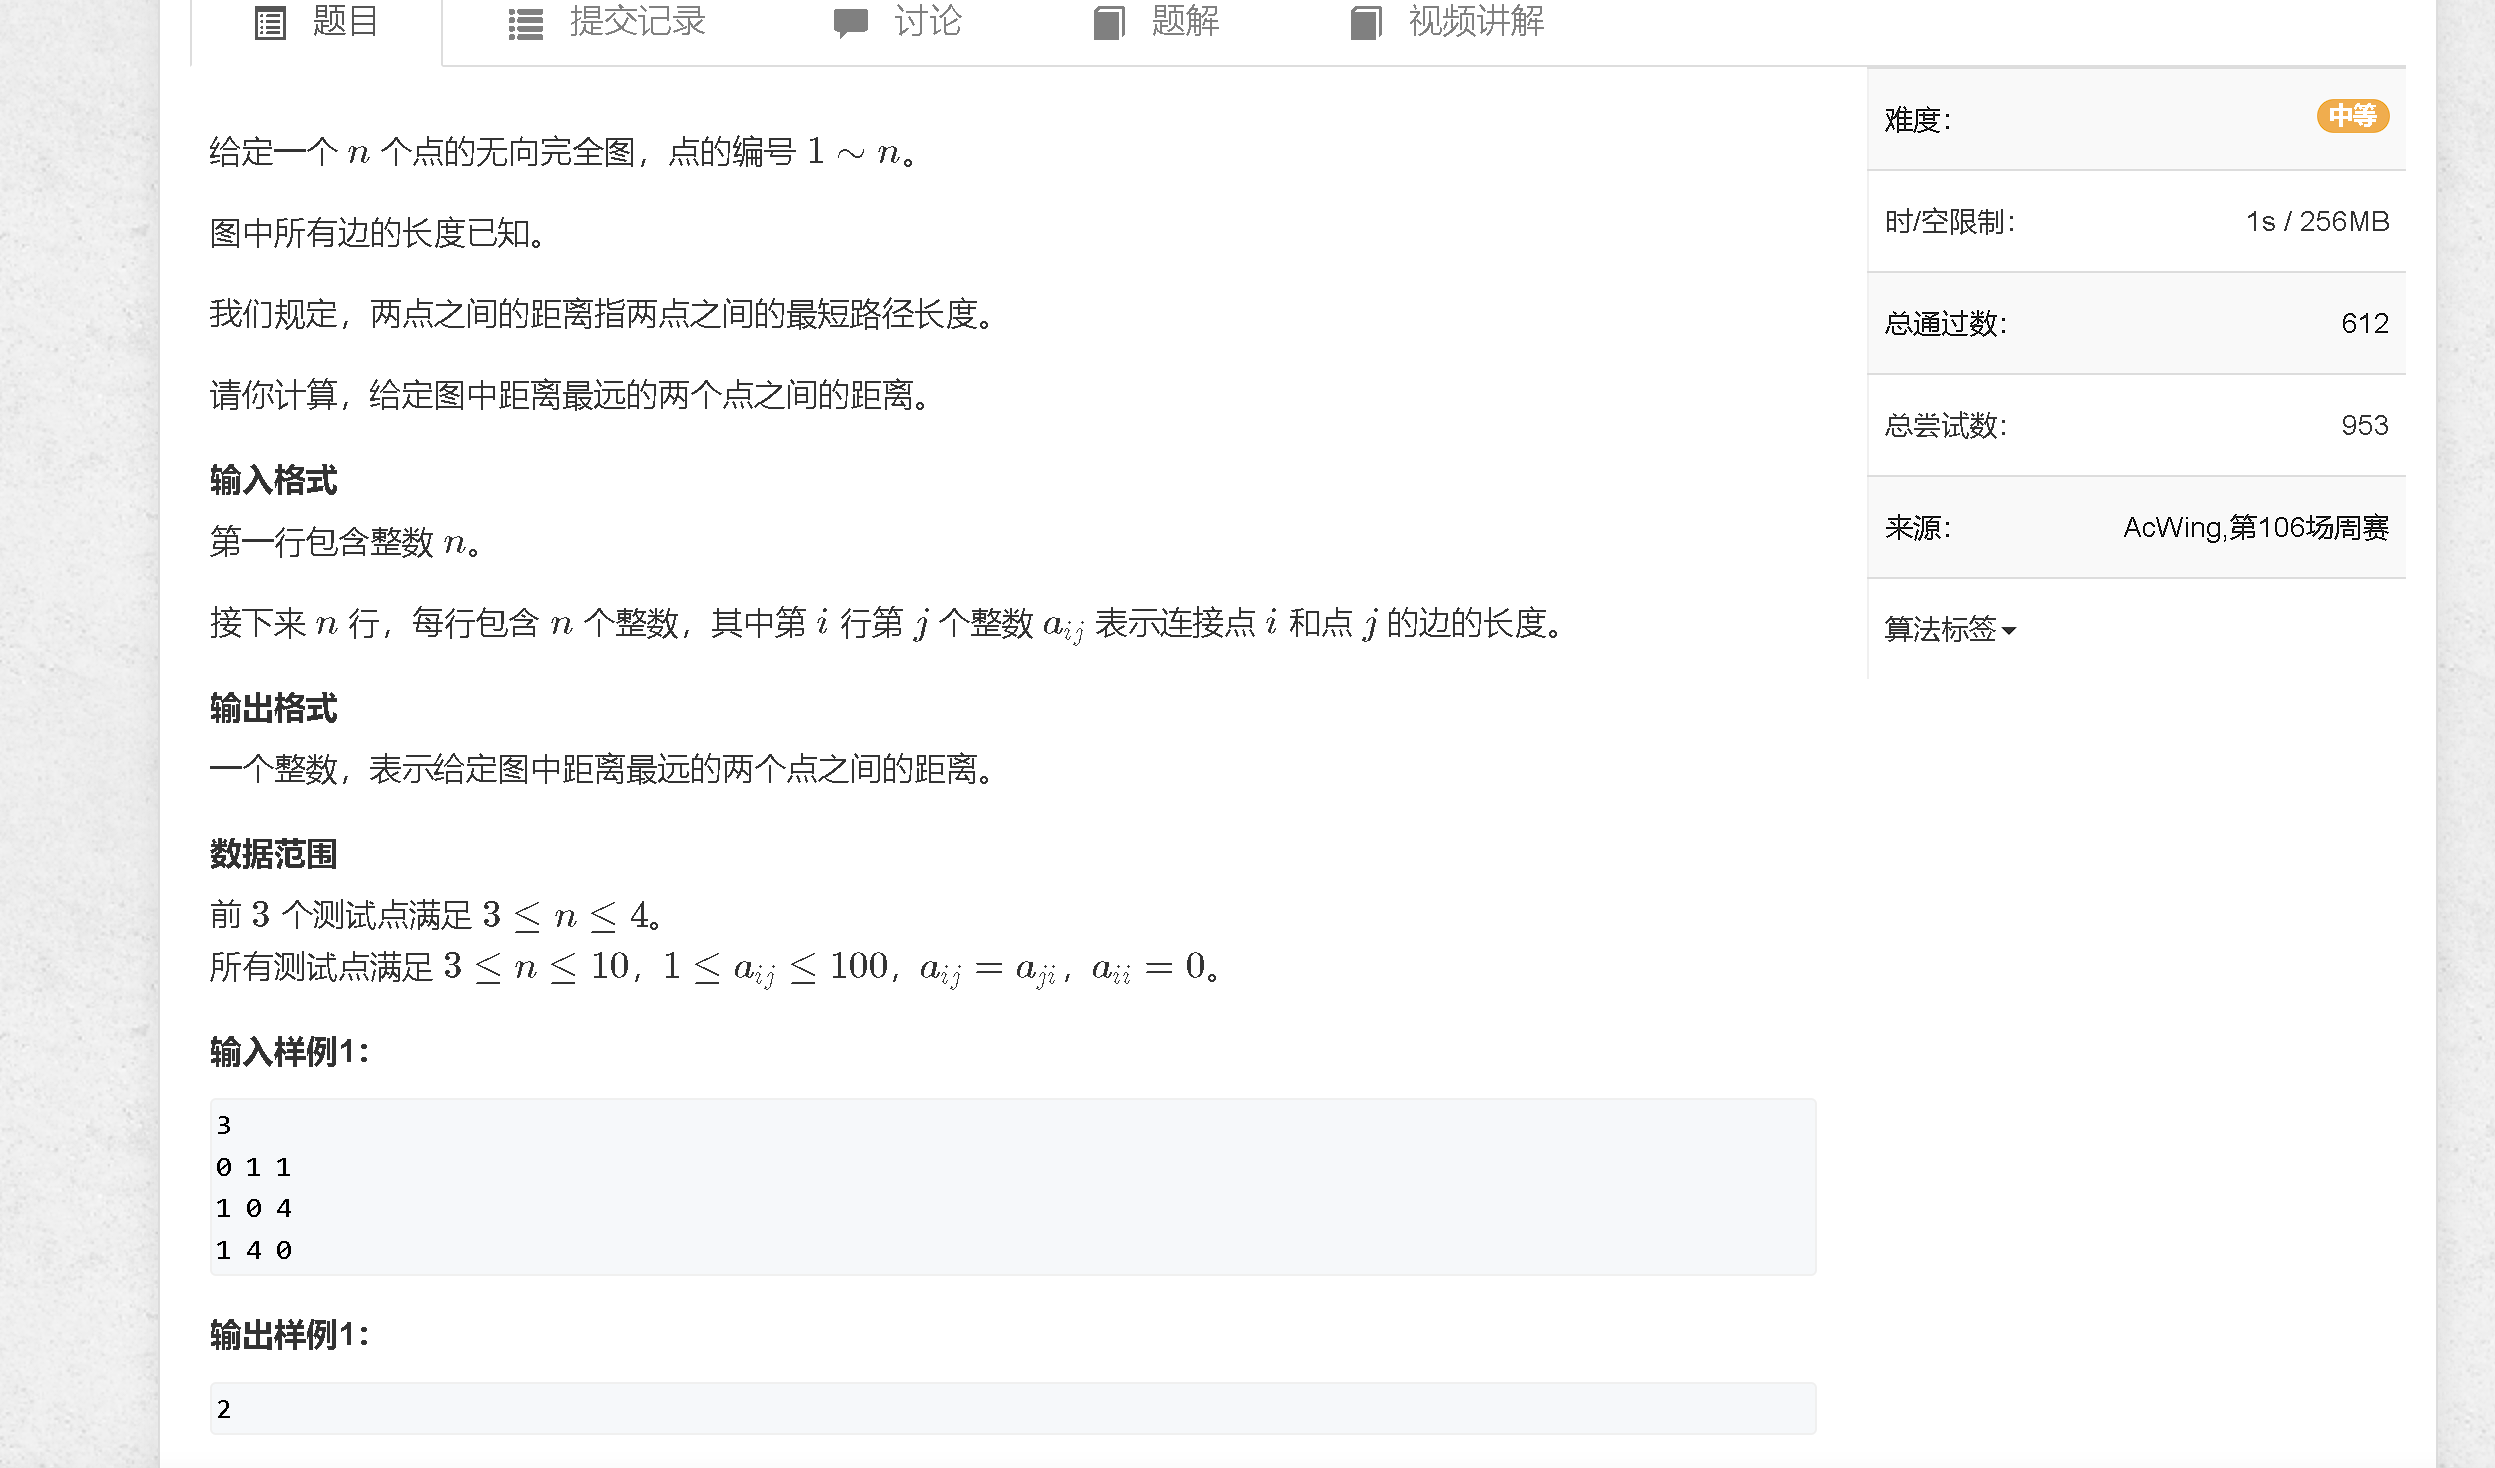 题目 提交记录 讨论 题解 视频讲解
给定一个 n 个点的无向完全图，点的编号 1 ∼ n。
图中所有边的长度已知。
我们规定，两点之间的距离指两点之间的最短路径长度。
请你计算，给定图中距离最远的两个点之间的距离。
输入格式
第一行包含整数 n。
接下来 n 行，每行包含 n 个整数，其中第 i 行第 j 个整数 a_{ij} 表示连接点 i 和点 j 的边的长度。
输出格式
一个整数，表示给定图中距离最远的两个点之间的距离。
数据范围
前 3 个测试点满足 3 ≤ n ≤ 4。
所有测试点满足 3 ≤ n ≤ 10，1 ≤ a_{ij} ≤ 100，a_{ij} = a_{ji}，a_{ii} = 0。
输入样例1：
3
0 1 1
1 0 4
1 4 0
输出样例1：
2
难度： 中等
时/空限制： 1s / 256MB
总通过数： 612
总尝试数： 953
来源： AcWing,第106场周赛
算法标签